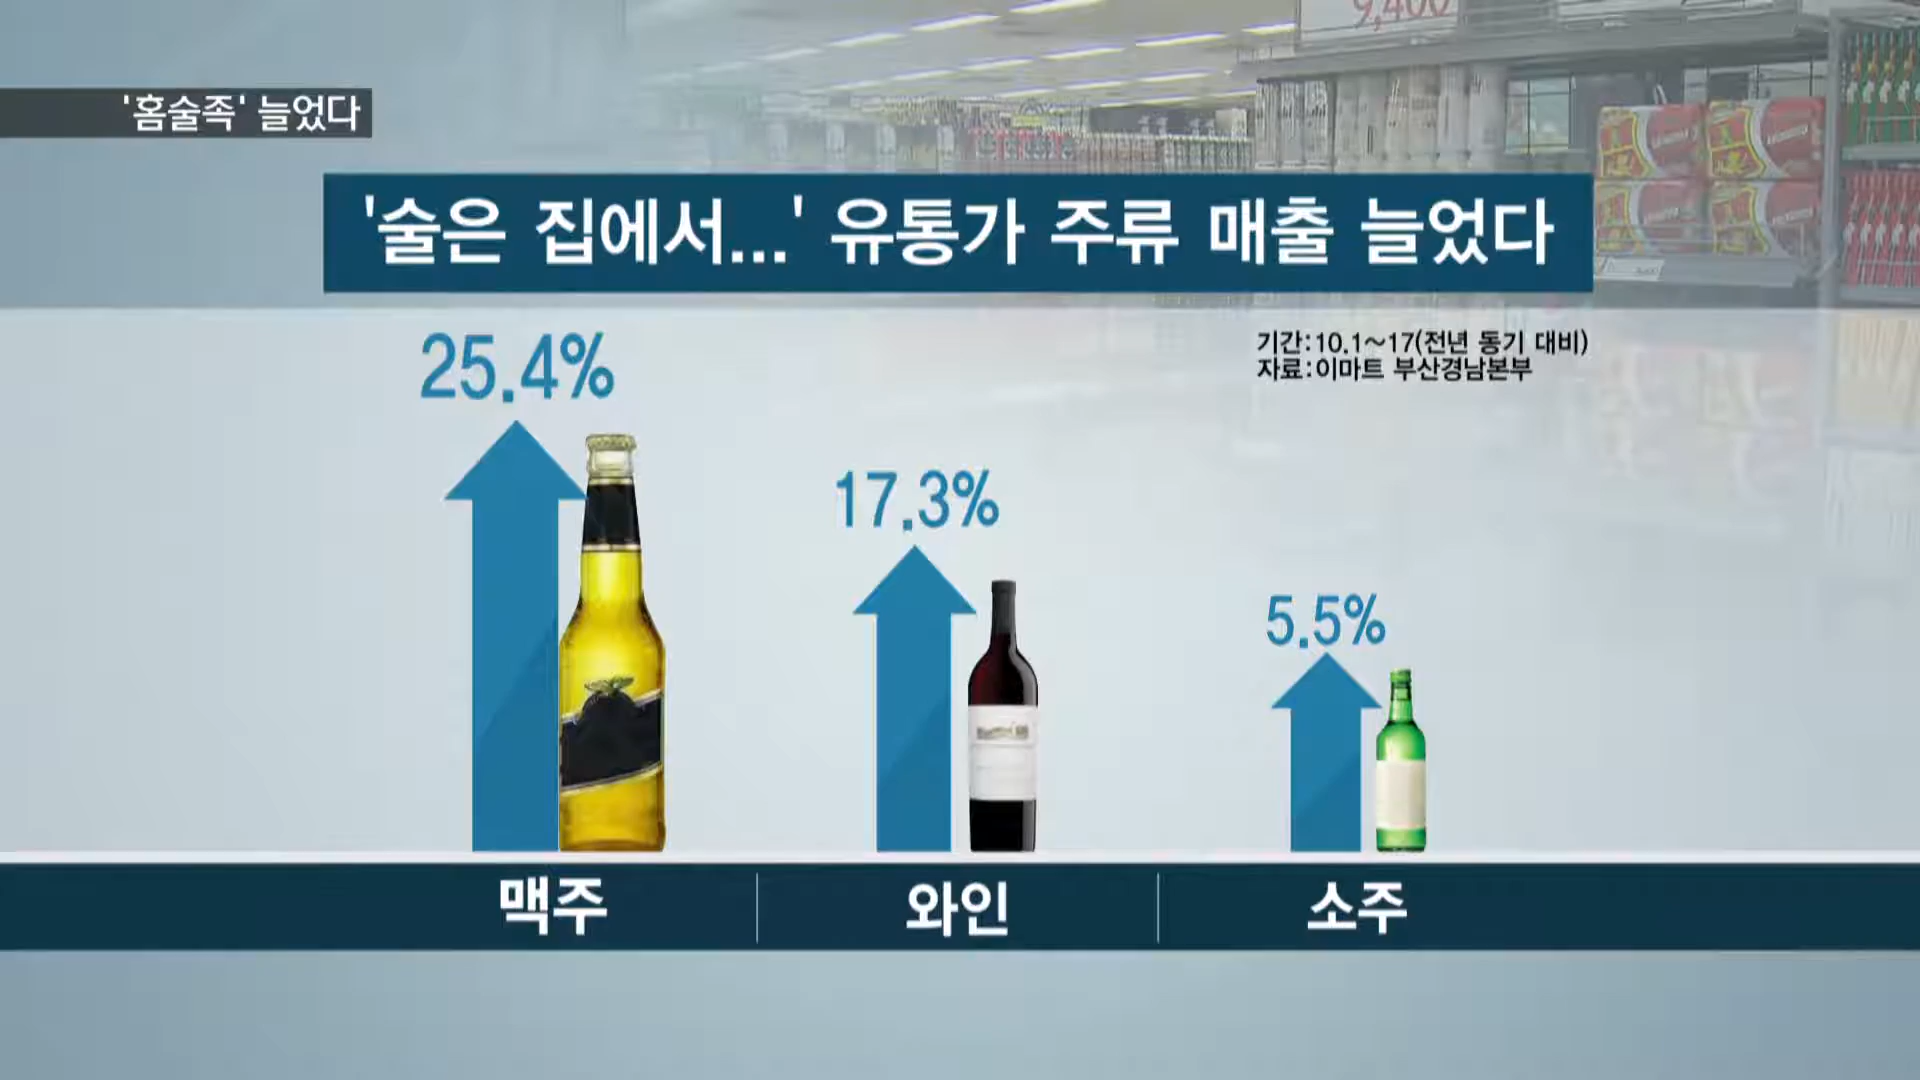 9,400
'홈술족' 늘었다
'술은 집에서...' 유통가 주류 매출 늘었다
25.4%
기간:10.1~17(전년 동기 대비)
자료:이마트 부산경남본부
17.3%
5.5%
맥주
와인
소주